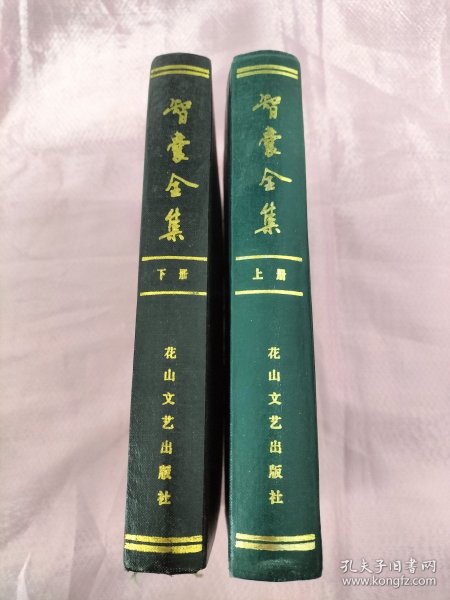 智囊全集
下册
花山文艺出版社
智囊全集
上册
花山文艺出版社
孔夫子旧书网
www.kongfz.com